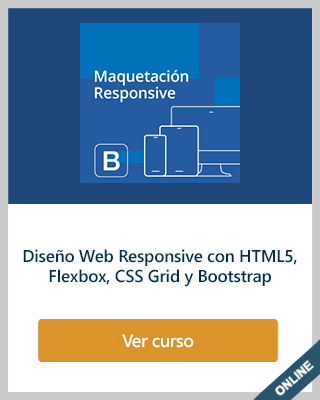 Maquetación
Responsive
B
Diseño Web Responsive con HTML5,
Flexbox, CSS Grid y Bootstrap
Ver curso
ONLINE